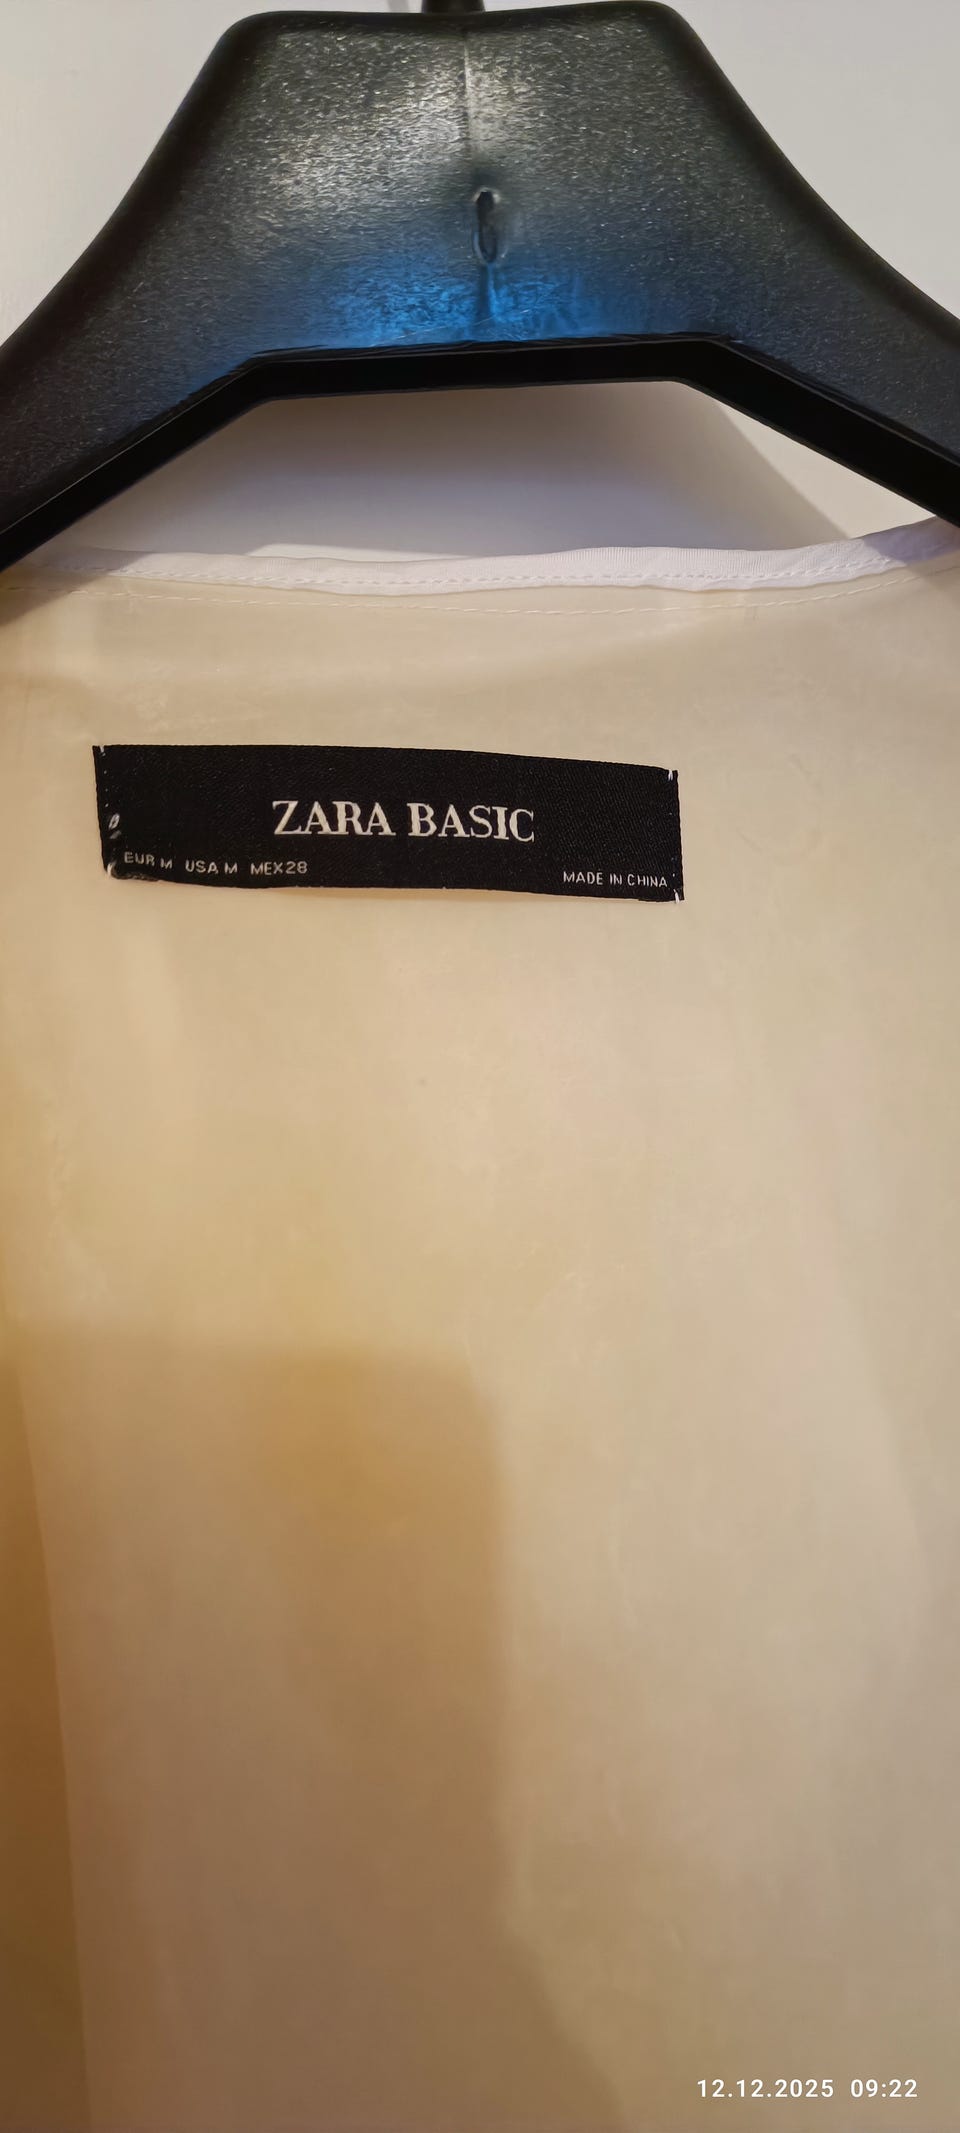 ZARA BASIC
EUR M USA M MEX 28
MADE IN CHINA
12.12.2025 09:22